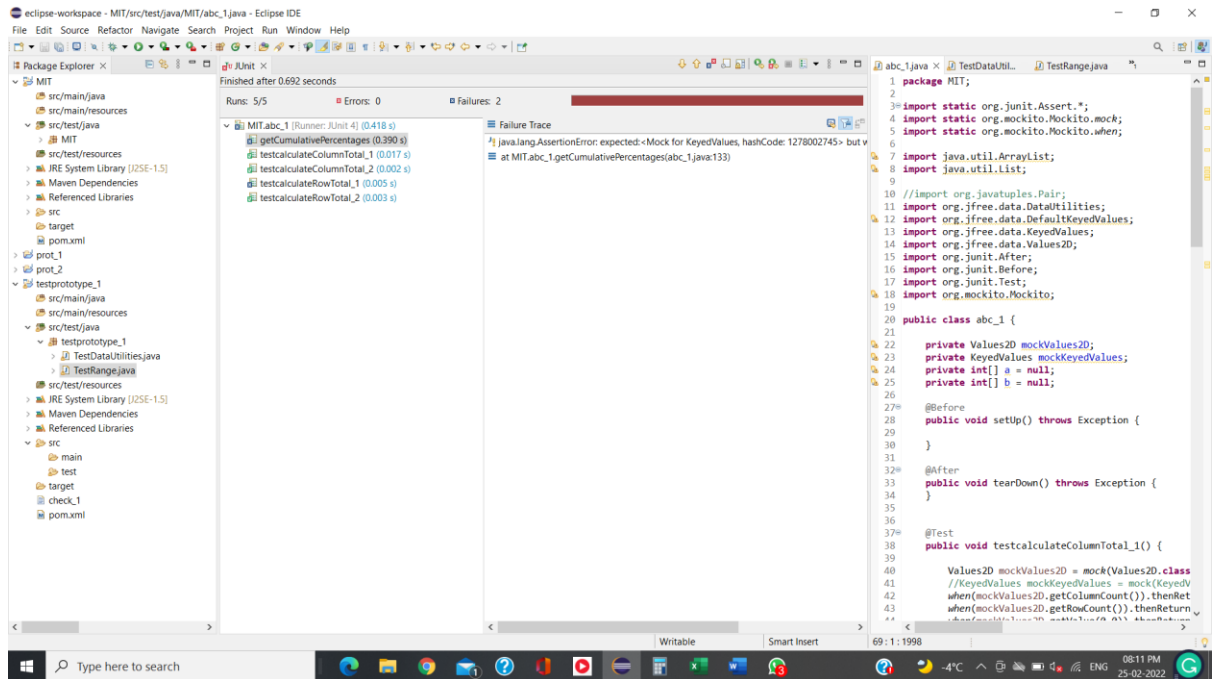 eclipse-workspace - MIT/src/test/java/MIT/abc_1.java - Eclipse IDE
File Edit Source Refactor Navigate Search Project Run Window Help
Package Explorer
MIT
src/main/java
src/main/resources
src/test/java
MIT
src/test/resources
JRE System Library [J2SE-1.5]
Maven Dependencies
Referenced Libraries
src
target
pom.xml
prot_1
prot_2
testprototype_1
src/main/java
src/main/resources
src/test/java
testprototype_1
TestDataUtilities.java
TestRange.java
src/test/resources
JRE System Library [J2SE-1.5]
Maven Dependencies
Referenced Libraries
src
main
test
target
check_1
pom.xml
JUnit
Finished after 0.692 seconds
Runs: 5/5 Errors: 0 Failures: 2
MIT.abc_1 [Runner: JUnit 4] (0.418 s)
getCumulativePercentages (0.390 s)
testcalculateColumnTotal_1 (0.017 s)
testcalculateColumnTotal_2 (0.002 s)
testcalculateRowTotal_1 (0.005 s)
testcalculateRowTotal_2 (0.003 s)
Failure Trace
java.lang.AssertionError: expected:<Mock for KeyedValues, hashCode: 1278002745> but w
at MIT.abc_1.getCumulativePercentages(abc_1.java:133)
abc_1.java TestDataUtil... TestRange.java
1 package MIT;
2
3 import static org.junit.Assert.*;
4 import static org.mockito.Mockito.mock;
5 import static org.mockito.Mockito.when;
6
7 import java.util.ArrayList;
8 import java.util.List;
9
10 //import org.javatuples.Pair;
11 import org.jfree.data.DataUtilities;
12 import org.jfree.data.DefaultKeyedValues;
13 import org.jfree.data.KeyedValues;
14 import org.jfree.data.Values2D;
15 import org.junit.After;
16 import org.junit.Before;
17 import org.junit.Test;
18 import org.mockito.Mockito;
19
20 public class abc_1 {
21
22 private Values2D mockValues2D;
23 private KeyedValues mockKeyedValues;
24 private int[] a = null;
25 private int[] b = null;
26
27 @Before
28 public void setUp() throws Exception {
29
30 }
31
32 @After
33 public void tearDown() throws Exception {
34 }
35
36
37 @Test
38 public void testcalculateColumnTotal_1() {
39
40 Values2D mockValues2D = mock(Values2D.class
41 //KeyedValues mockKeyedValues = mock(KeyedV
42 when(mockValues2D.getColumnCount()).thenRet
43 when(mockValues2D.getRowCount()).thenReturn
Writable Smart Insert 69 : 1 : 1998
Type here to search
-4°C ENG
08:11 PM
25-02-2022